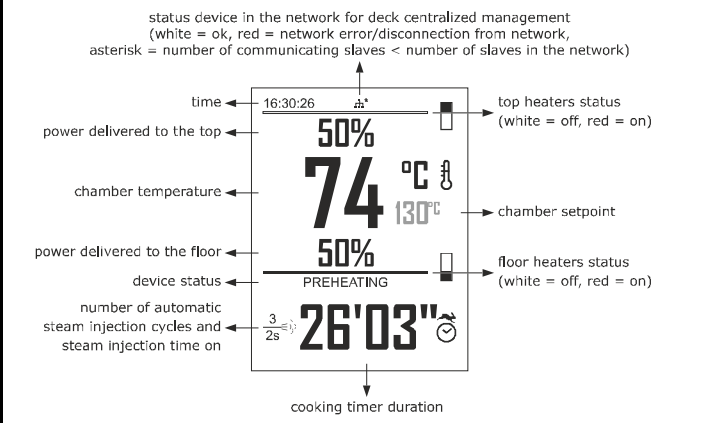 status device in the network for deck centralized management
(white = ok, red = network error/disconnection from network,
asterisk = number of communicating slaves < number of slaves in the network)
time
16:30:26
*
top heaters status
(white = off, red = on)
power delivered to the top
50%
chamber temperature
74
°C
130°C
chamber setpoint
power delivered to the floor
50%
floor heaters status
(white = off, red = on)
device status
PREHEATING
number of automatic
steam injection cycles and
steam injection time on
3
2s
26'03"
cooking timer duration